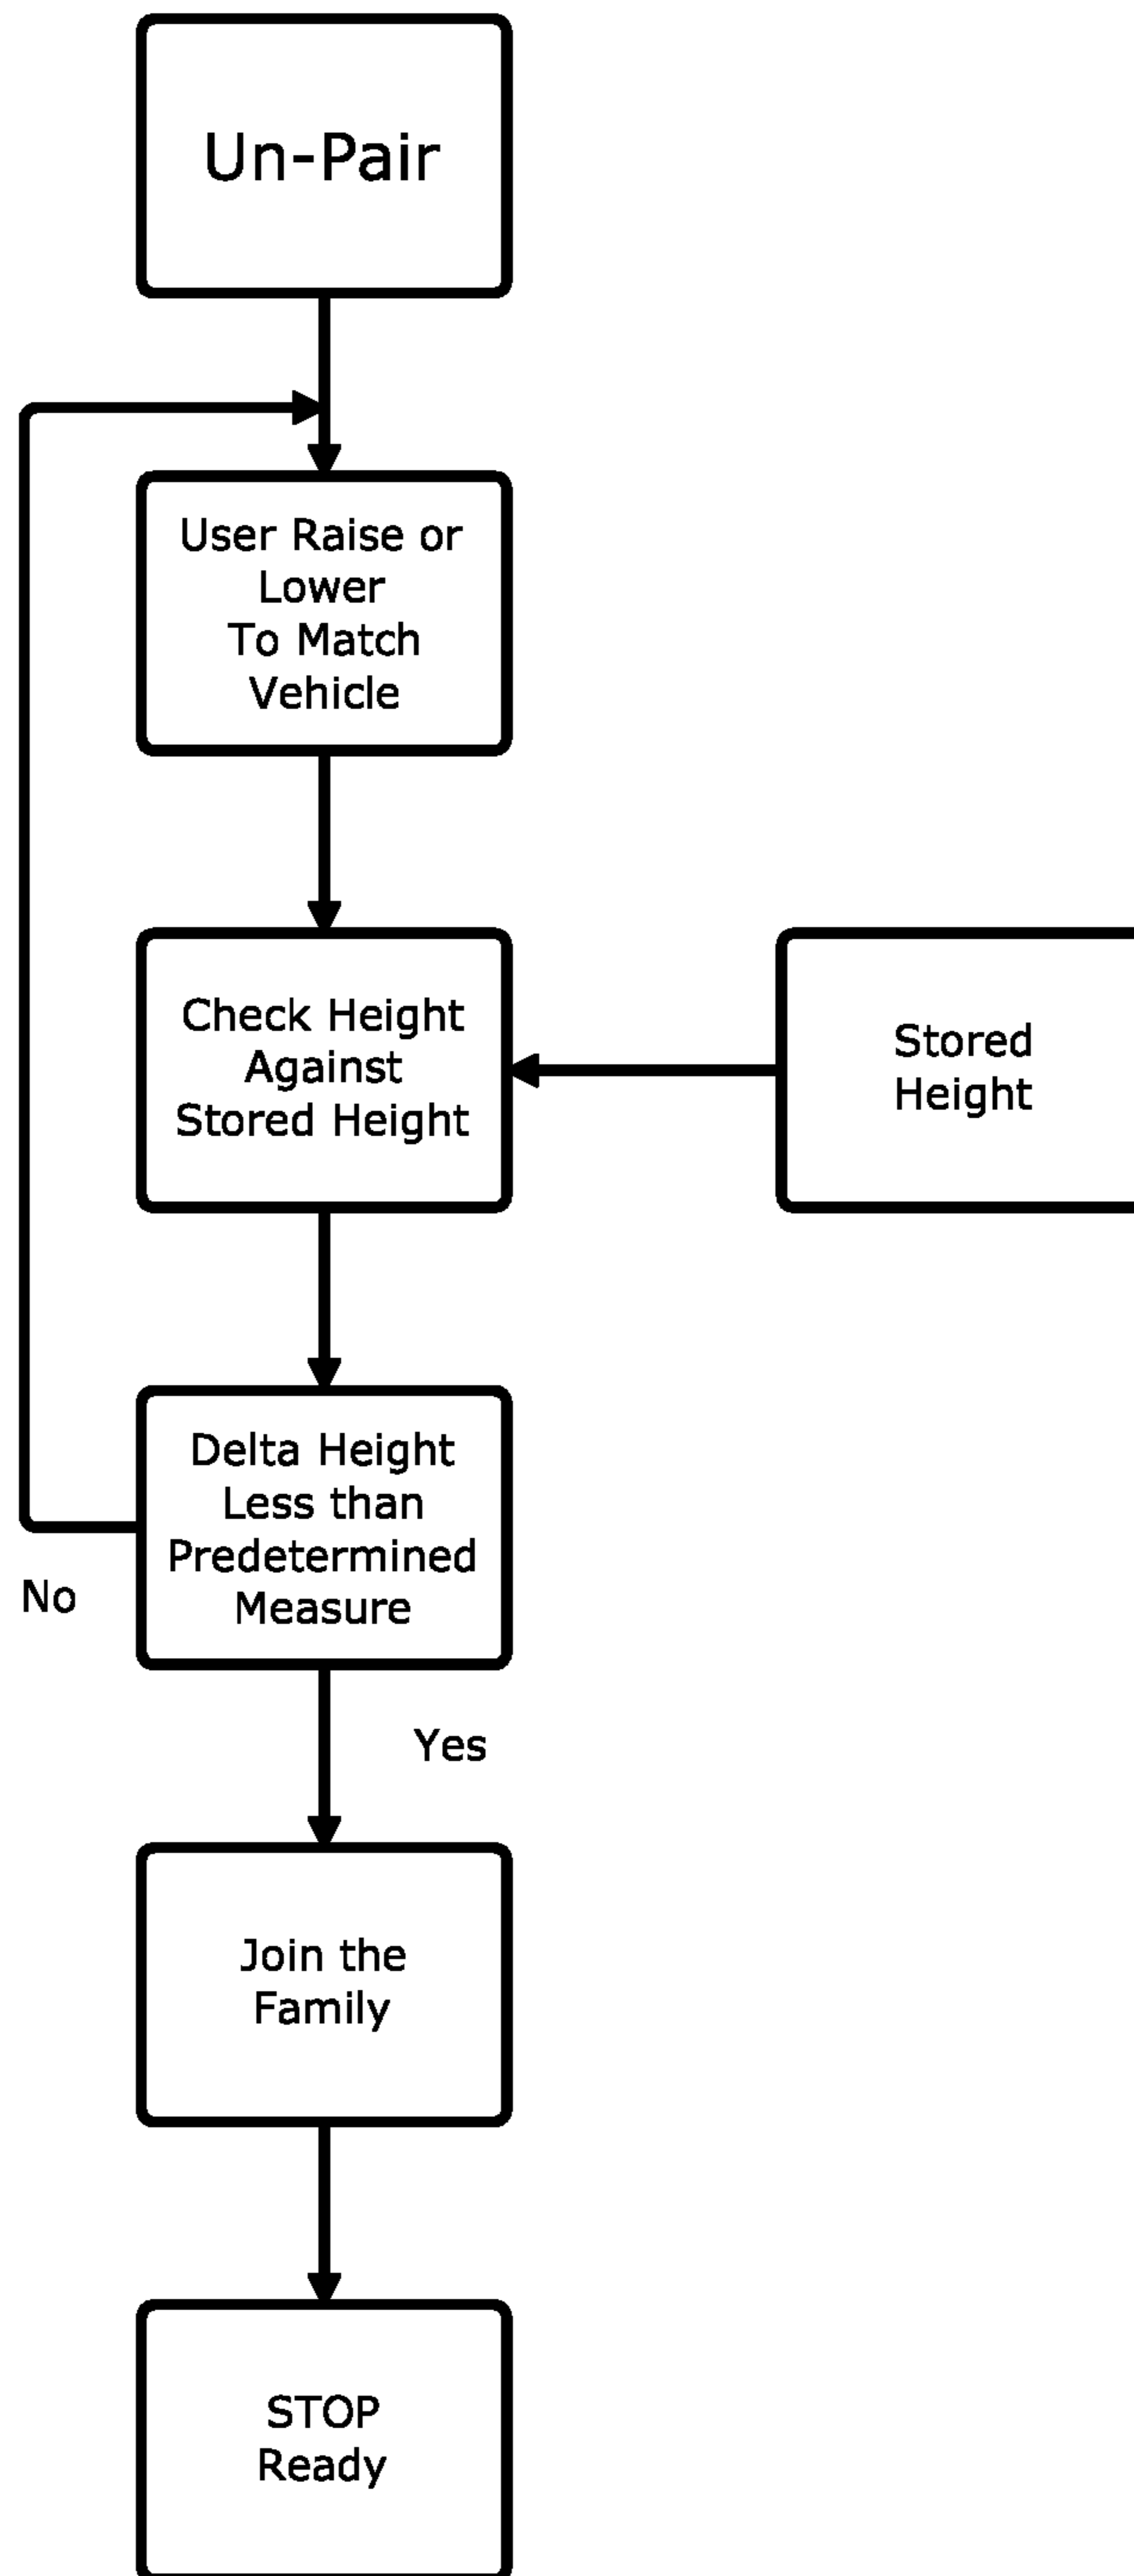 Un-Pair
User Raise or
Lower
To Match
Vehicle
Check Height
Against
Stored Height
Stored
Height
Delta Height
Less than
Predetermined
Measure
No
Yes
Join the
Family
STOP
Ready